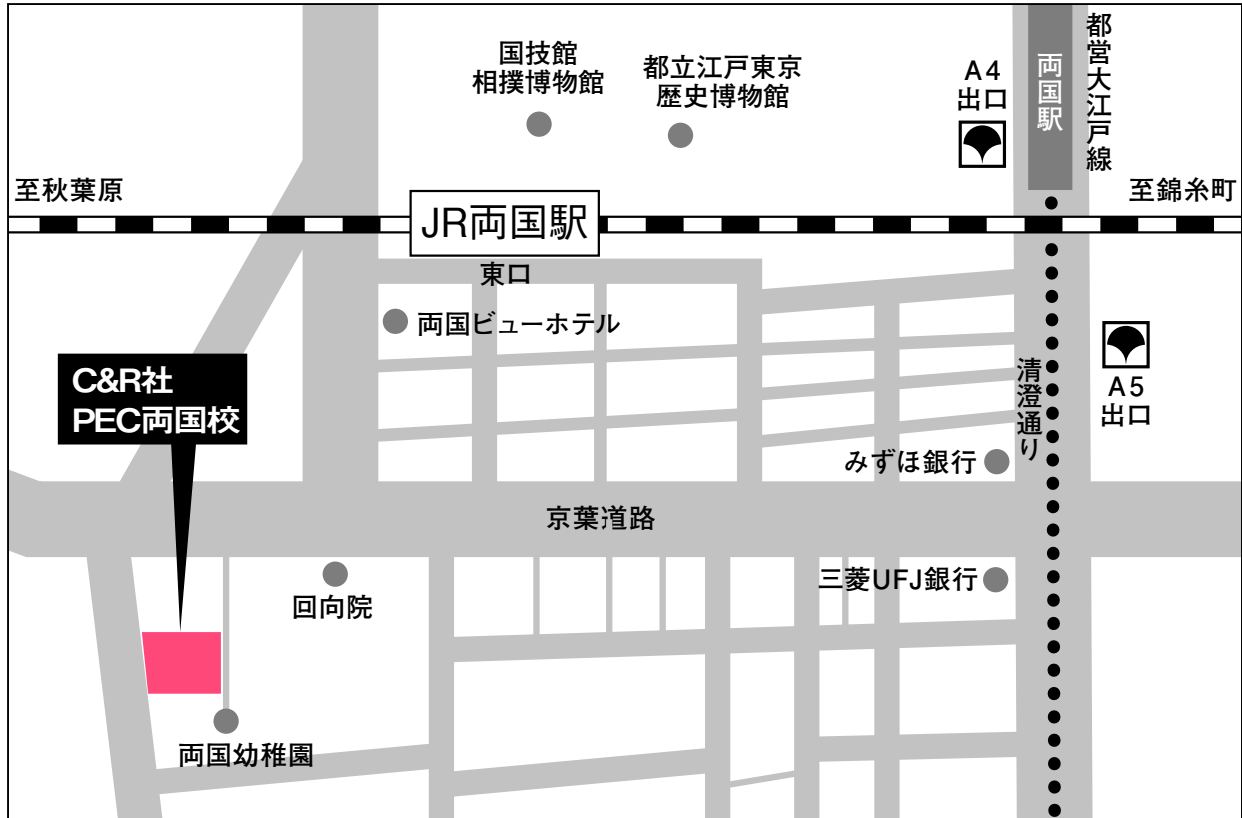 国技館
相撲博物館
都立江戸東京
歴史博物館
A4
出口
両国駅
都営大江戸線
至秋葉原
至錦糸町
JR両国駅
東口
両国ビューホテル
C&R社
PEC両国校
清澄通り
A5
出口
みずほ銀行
京葉道路
三菱UFJ銀行
回向院
両国幼稚園